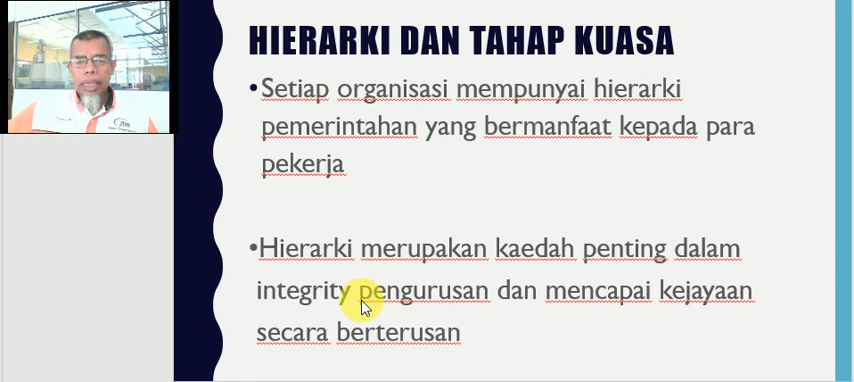 HIERARKI DAN TAHAP KUASA
•Setiap organisasi mempunyai hierarki
pemerintahan yang bermanfaat kepada para
pekerja
•Hierarki merupakan kaedah penting dalam
integrity pengurusan dan mencapai kejayaan
secara berterusan